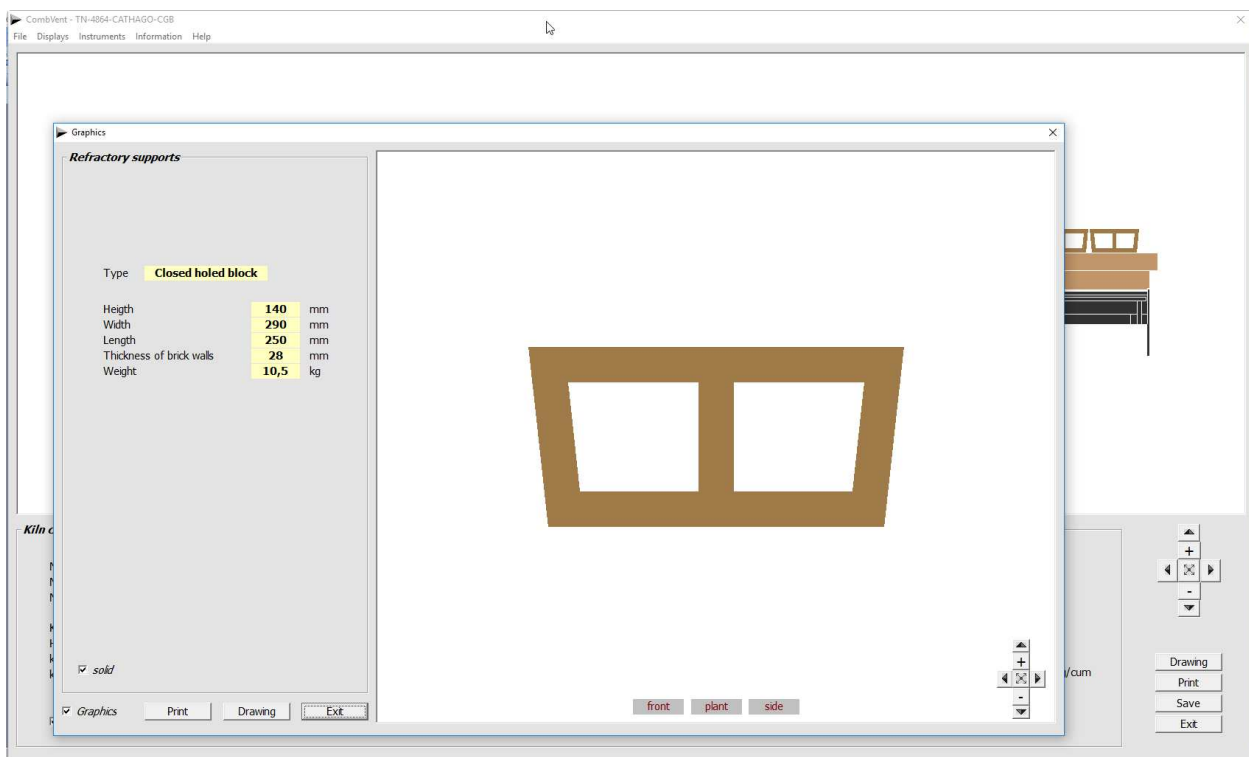 CombVent - TN-4864-CATHAGO-CGB
File Displays Instruments Information Help
Graphics
Refractory supports
Type Closed holed block
Heigth 140 mm
Width 290 mm
Length 250 mm
Thickness of brick walls 28 mm
Weight 10,5 kg
solid
Graphics Print Drawing Exit
front plant side
+
-
Kiln
+
-
/cum
Drawing
Print
Save
Exit